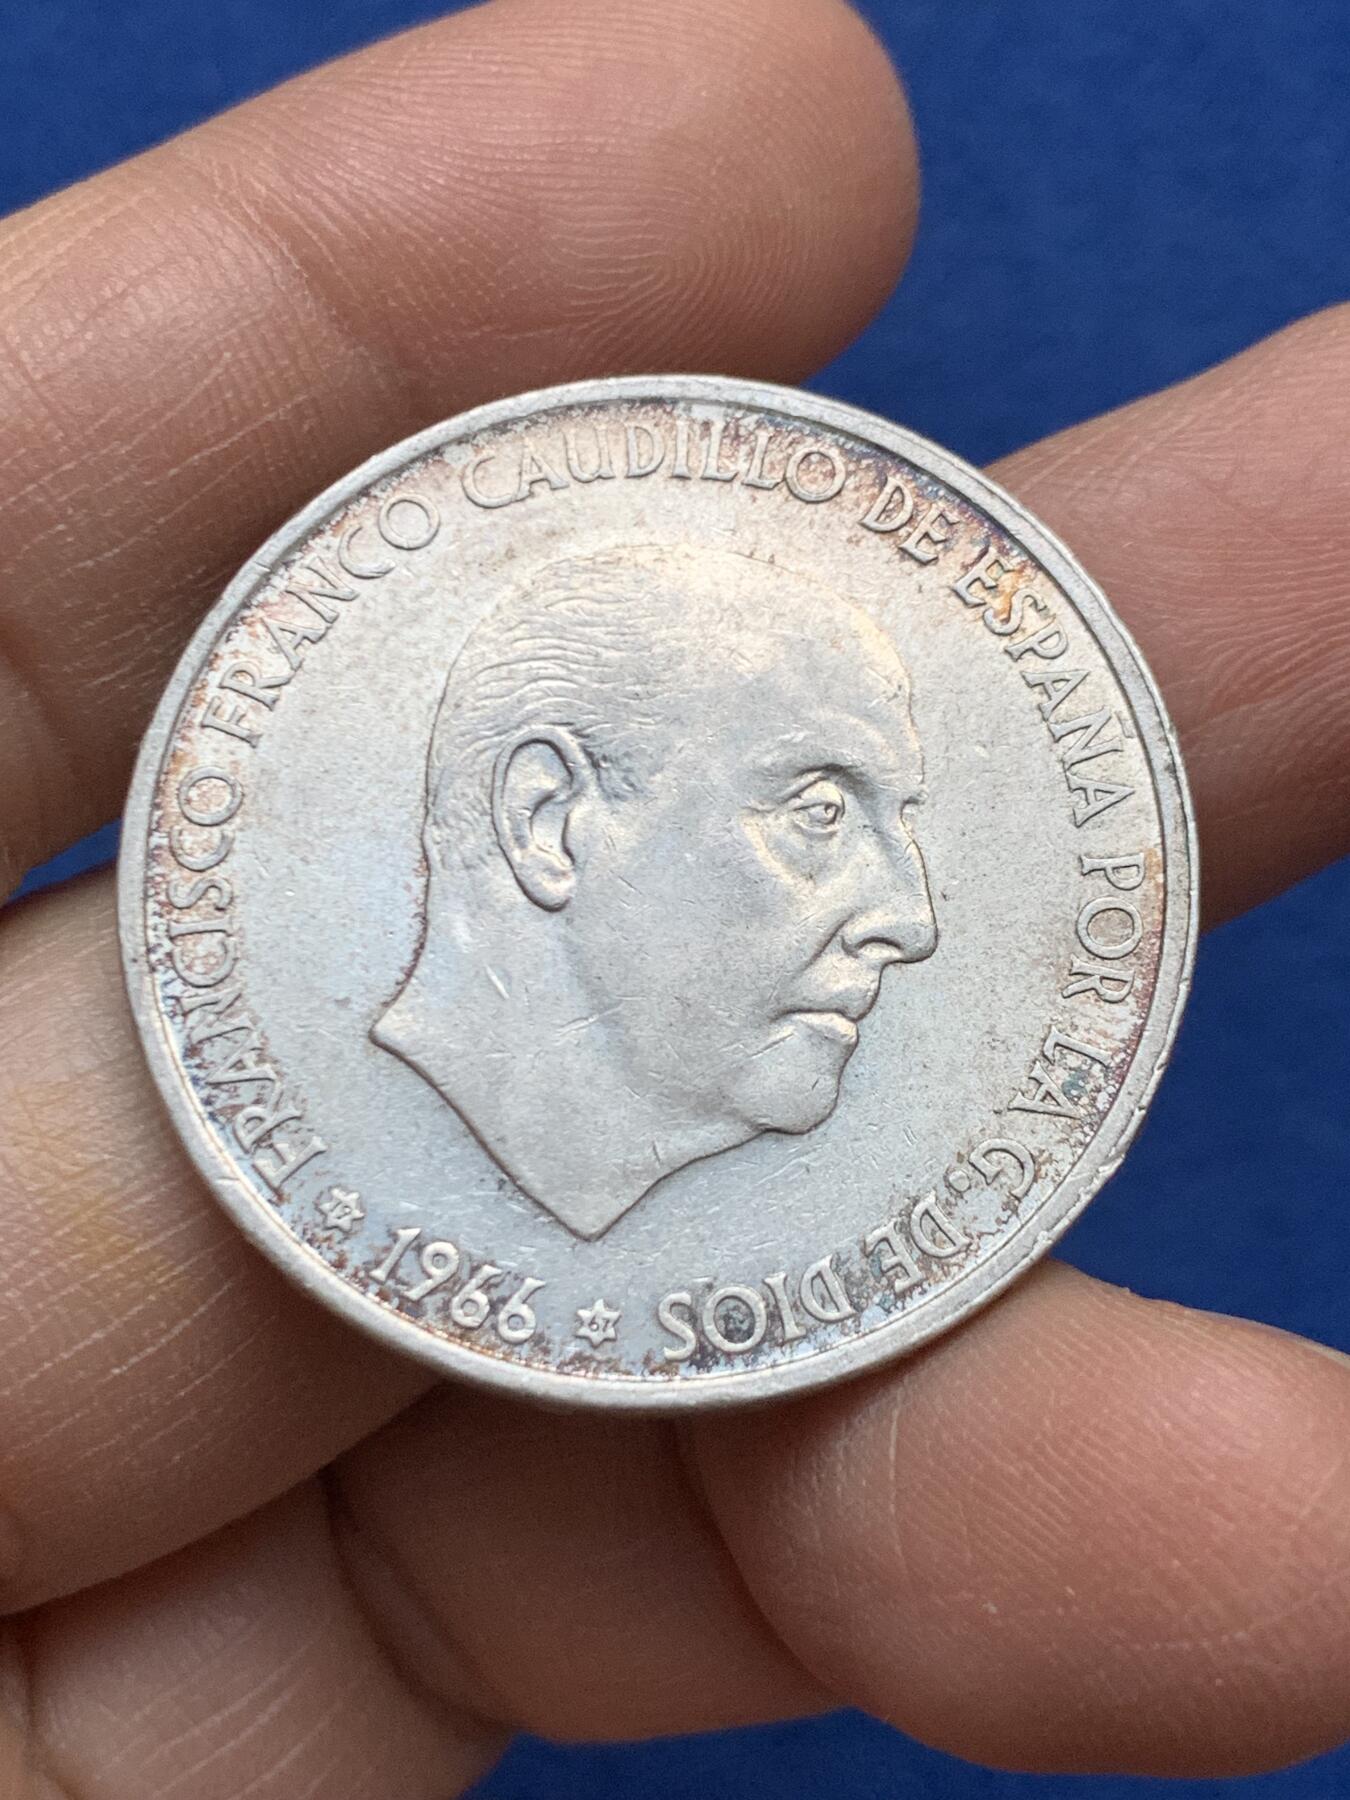 FRANCISCO FRANCO CAUDILLO DE ESPAÑA POR LA G. DE DIOS
67
1966